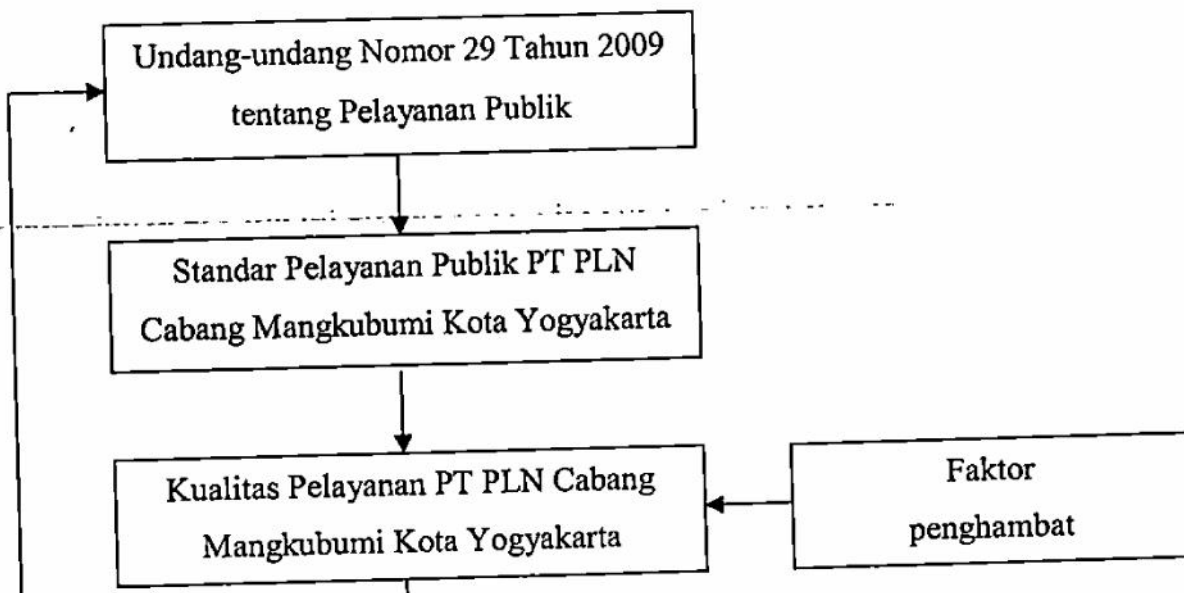 Undang-undang Nomor 29 Tahun 2009
tentang Pelayanan Publik
Standar Pelayanan Publik PT PLN
Cabang Mangkubumi Kota Yogyakarta
Kualitas Pelayanan PT PLN Cabang
Mangkubumi Kota Yogyakarta
Faktor
penghambat